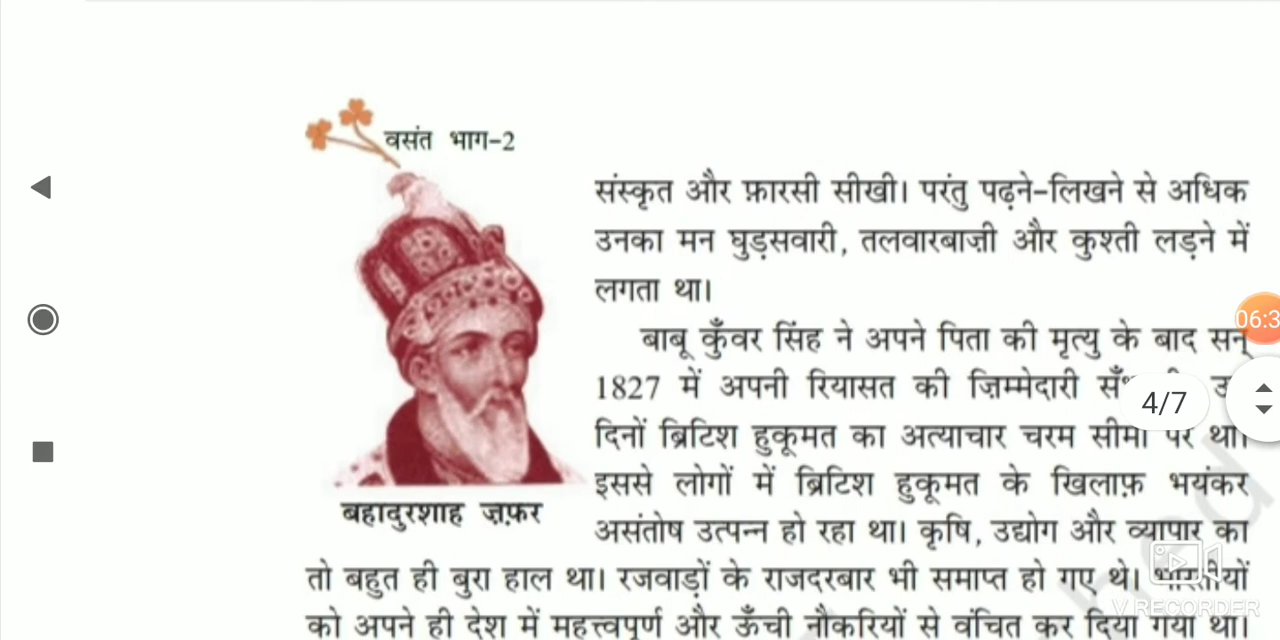 वसंत भाग-2
संस्कृत और फ़ारसी सीखी। परंतु पढ़ने-लिखने से अधिक
उनका मन घुड़सवारी, तलवारबाज़ी और कुश्ती लड़ने में
लगता था।
बाबू कुँवर सिंह ने अपने पिता की मृत्यु के बाद सन्
1827 में अपनी रियासत की ज़िम्मेदारी
दिनों ब्रिटिश हुकूमत का अत्याचार चरम सीमा पर था।
इससे लोगों में ब्रिटिश हुकूमत के खिलाफ़ भयंकर
असंतोष उत्पन्न हो रहा था। कृषि, उद्योग और व्यापार का
तो बहुत ही बुरा हाल था। रजवाड़ों के राजदरबार भी समाप्त हो गए थे। भारतीयों
को अपने ही देश में महत्त्वपूर्ण और ऊँची नौकरियों से वंचित कर दिया गया था।
बहादुरशाह ज़फ़र
06:3
4/7
V RECORDER